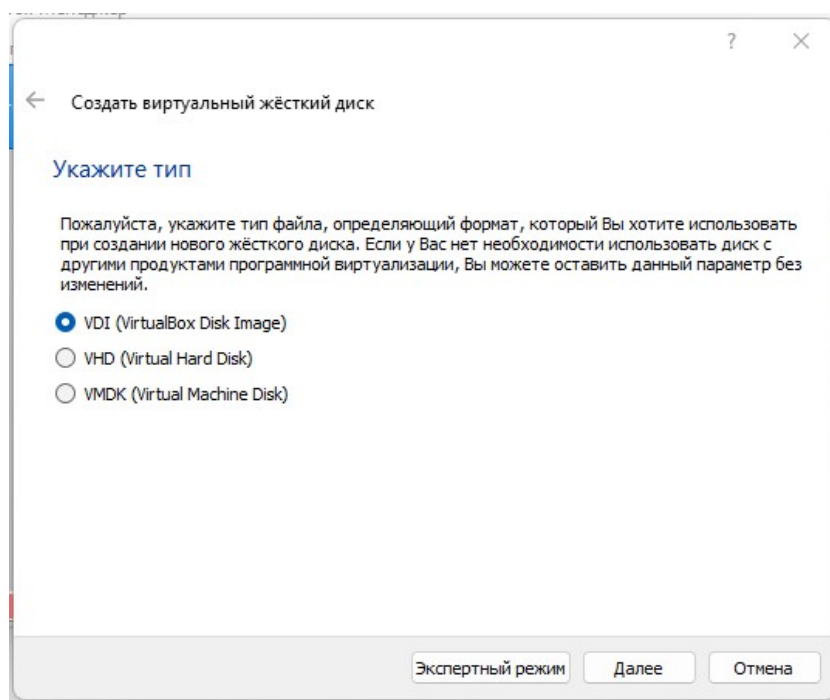 ?
Создать виртуальный жёсткий диск
Укажите тип
Пожалуйста, укажите тип файла, определяющий формат, который Вы хотите использовать
при создании нового жёсткого диска. Если у Вас нет необходимости использовать диск с
другими продуктами программной виртуализации, Вы можете оставить данный параметр без
изменений.
VDI (VirtualBox Disk Image)
VHD (Virtual Hard Disk)
VMDK (Virtual Machine Disk)
Экспертный режим Далее Отмена